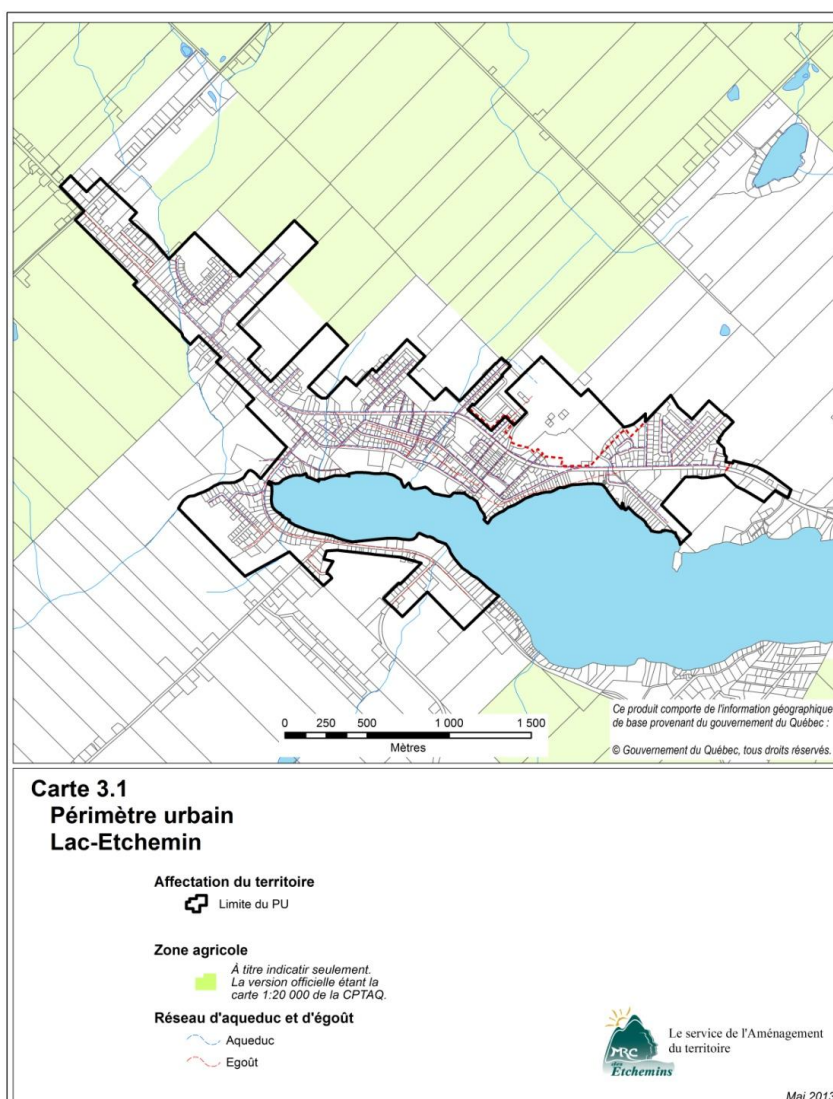 Ce produit comporte de l'information géographique
de base provenant du gouvernement du Québec :
© Gouvernement du Québec, tous droits réservés.
0 250 500 1 000 1 500
Mètres
Carte 3.1
Périmètre urbain
Lac-Etchemin
Affectation du territoire
Limite du PU
Zone agricole
À titre indicatir seulement.
La version officielle étant la
carte 1:20 000 de la CPTAQ.
Réseau d'aqueduc et d'égoût
Aqueduc
Egoût
MRC
des
Etchemins
Le service de l'Aménagement
du territoire
Mai 2013